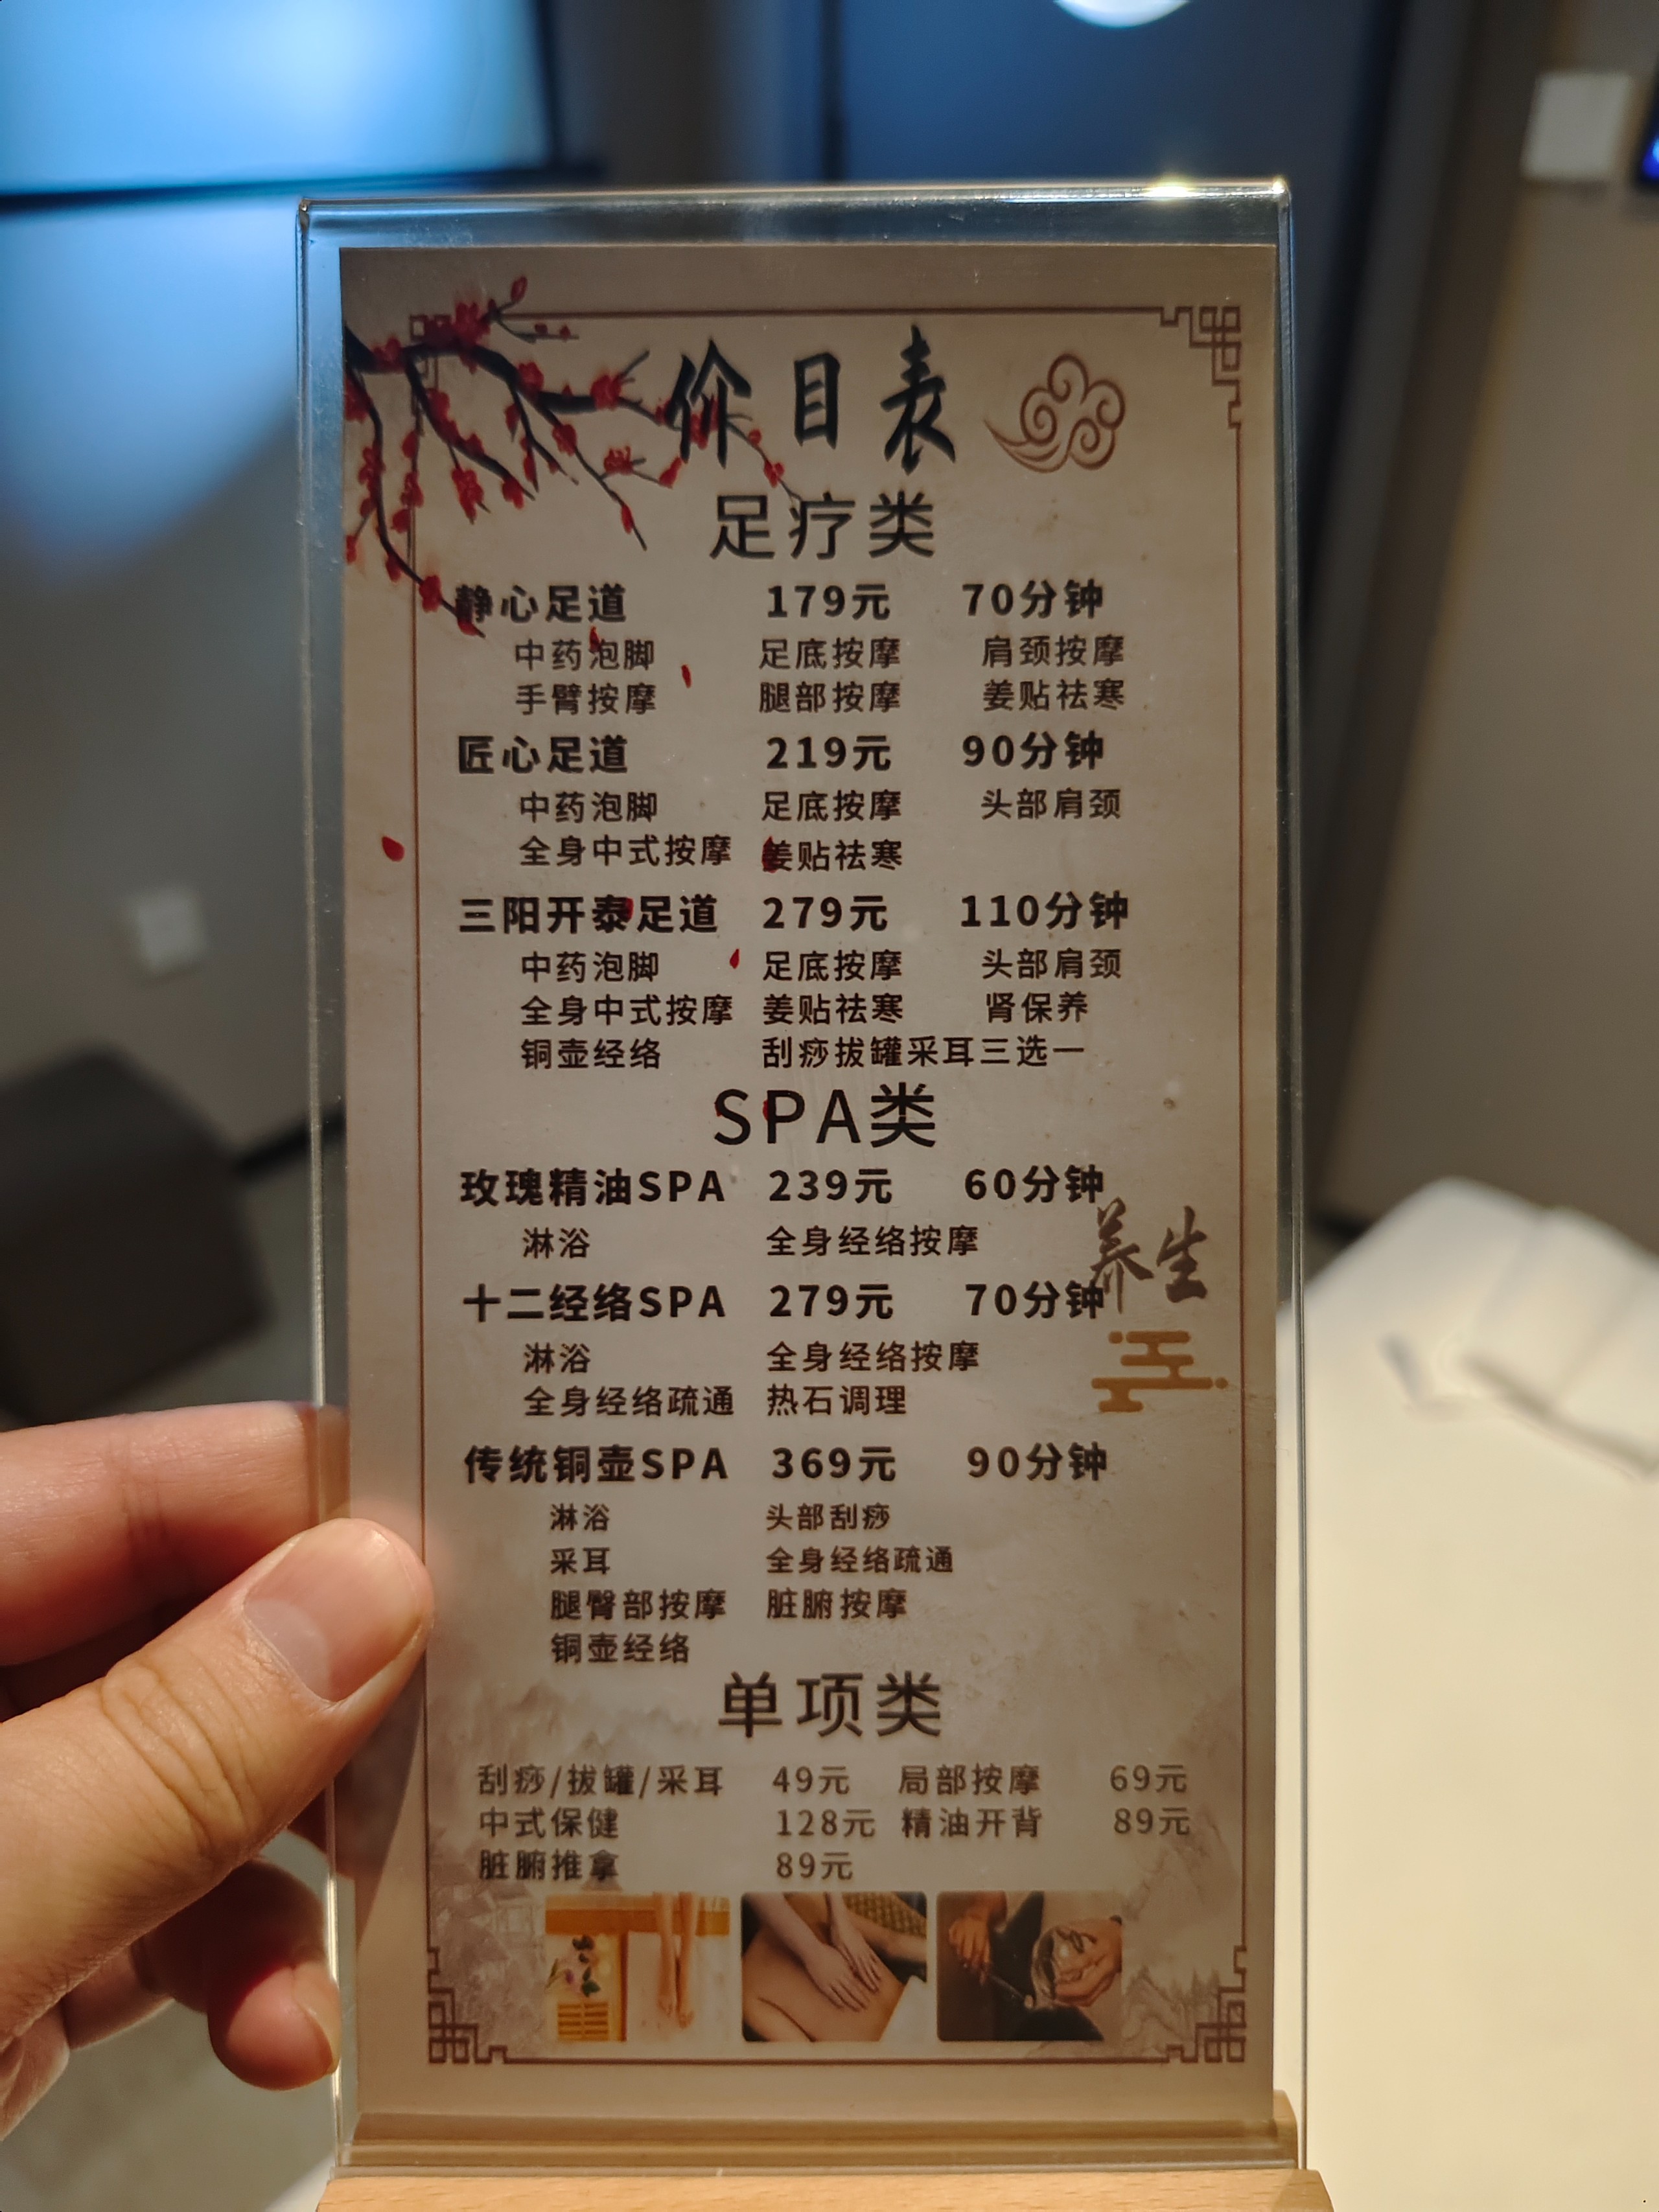 价目表
足疗类
静心足道 179元 70分钟
中药泡脚 足底按摩 肩颈按摩
手臂按摩 腿部按摩 姜贴祛寒
匠心足道 219元 90分钟
中药泡脚 足底按摩 头部肩颈
全身中式按摩 姜贴祛寒
三阳开泰足道 279元 110分钟
中药泡脚 足底按摩 头部肩颈
全身中式按摩 姜贴祛寒 肾保养
铜壶经络 刮痧拔罐采耳三选一
SPA类
玫瑰精油SPA 239元 60分钟
淋浴 全身经络按摩
养生
十二经络SPA 279元 70分钟
淋浴 全身经络按摩
全身经络疏通 热石调理
传统铜壶SPA 369元 90分钟
淋浴 头部刮痧
采耳 全身经络疏通
腿臀部按摩 脏腑按摩
铜壶经络
单项类
刮痧/拔罐/采耳 49元 局部按摩 69元
中式保健 128元 精油开背 89元
脏腑推拿 89元